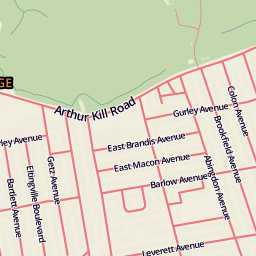 GE
Arthur Kill Road
Gurley Avenue
Colon Avenue
Brookfield Avenue
ley Avenue
East Brandis Avenue
East Macon Avenue
Abingdon Avenue
Barlow Avenue
Getz Avenue
Eltingville Boulevard
Bartlett Avenue
Leverett Avenue